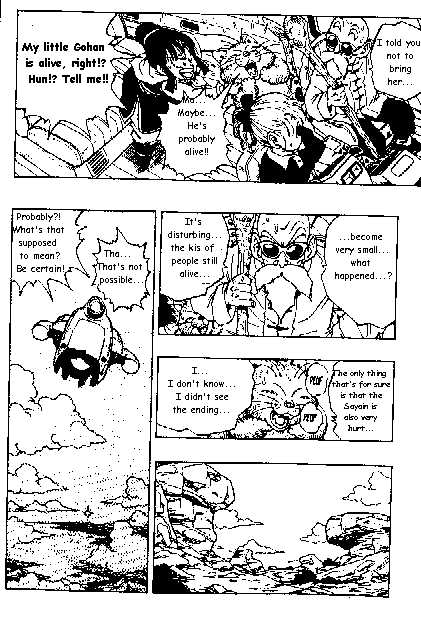 My little Gohan
is alive, right!?
Hun!? Tell me!!
Ma...
Maybe...
He's
probably
alive!!
I told you
not to
bring
her....
Probably?!
What's that
supposed
to mean?
Be certain!
Tha...
That's not
possible...
It's
disturbing...
the kis of
people still
alive....
...become
very small....
what
happened...?
I...
I don't know...
I didn't see
the ending...
PUF
PUF
The only thing
that's for sure
is that the
Sayain is
also very
hurt....